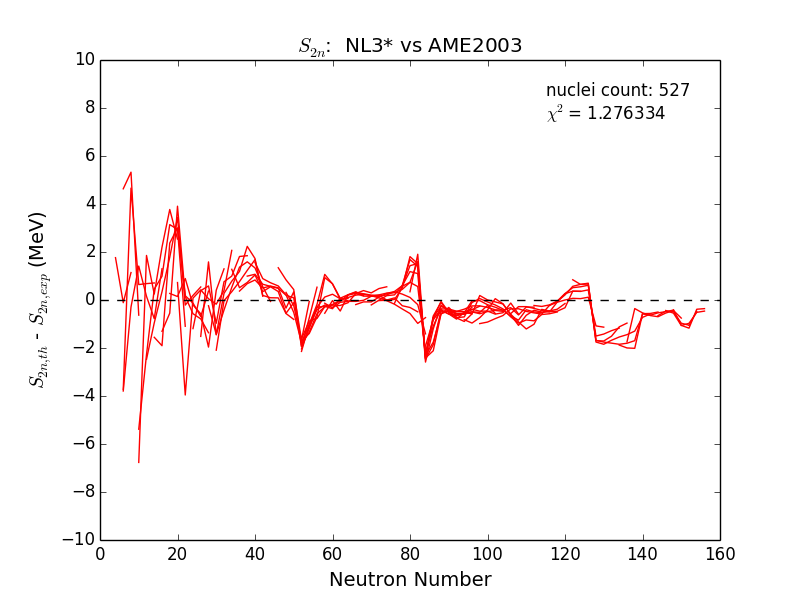 S2n: NL3* vs AME2003
nuclei count: 527
χ2 = 1.276334
S2n,th - S2n,exp (MeV)
10
8
6
4
2
0
−2
−4
−6
−8
−10
0 20 40 60 80 100 120 140 160
Neutron Number